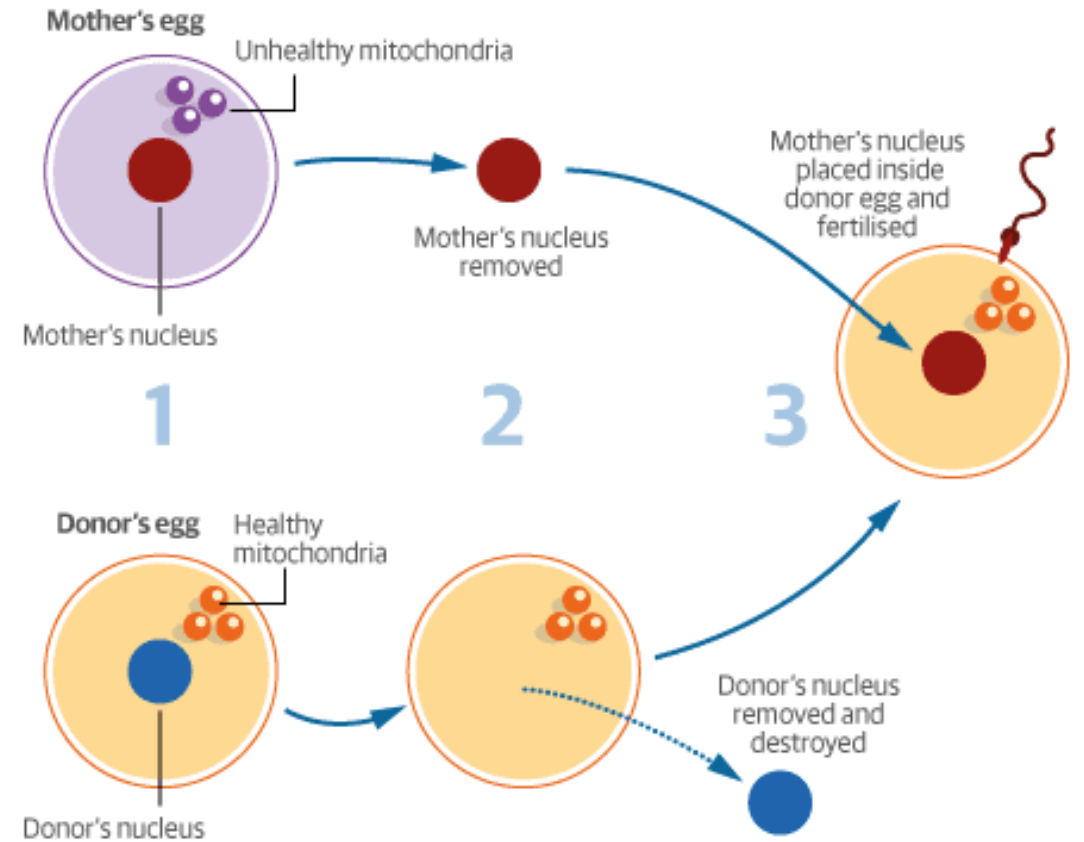 Mother's egg
Unhealthy mitochondria
Mother's nucleus
removed
Mother's nucleus
placed inside
donor egg and
fertilised
Mother's nucleus
1
2
3
Donor's egg
Healthy
mitochondria
Donor's nucleus
removed and
destroyed
Donor's nucleus